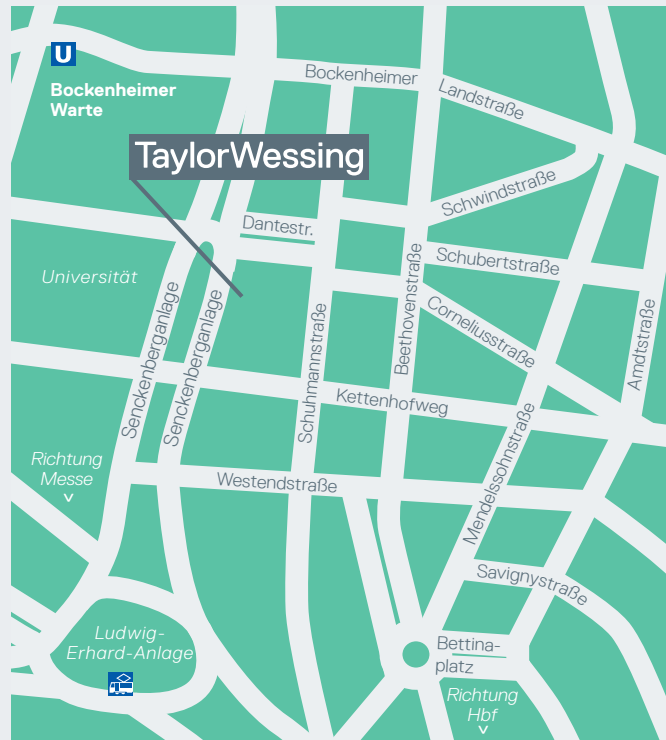 U
Bockenheimer
Warte
Bockenheimer
Landstraße
TaylorWessing
Schwindstraße
Dantestr.
Schubertstraße
Universität
Senckenberganlage
Senckenberganlage
Schuhmannstraße
Beethovenstraße
Corneliusstraße
Arndtstraße
Kettenhofweg
Mendelssohnstraße
Richtung
Messe
Westendstraße
Savignystraße
Ludwig-
Erhard-Anlage
Bettina-
platz
Richtung
Hbf